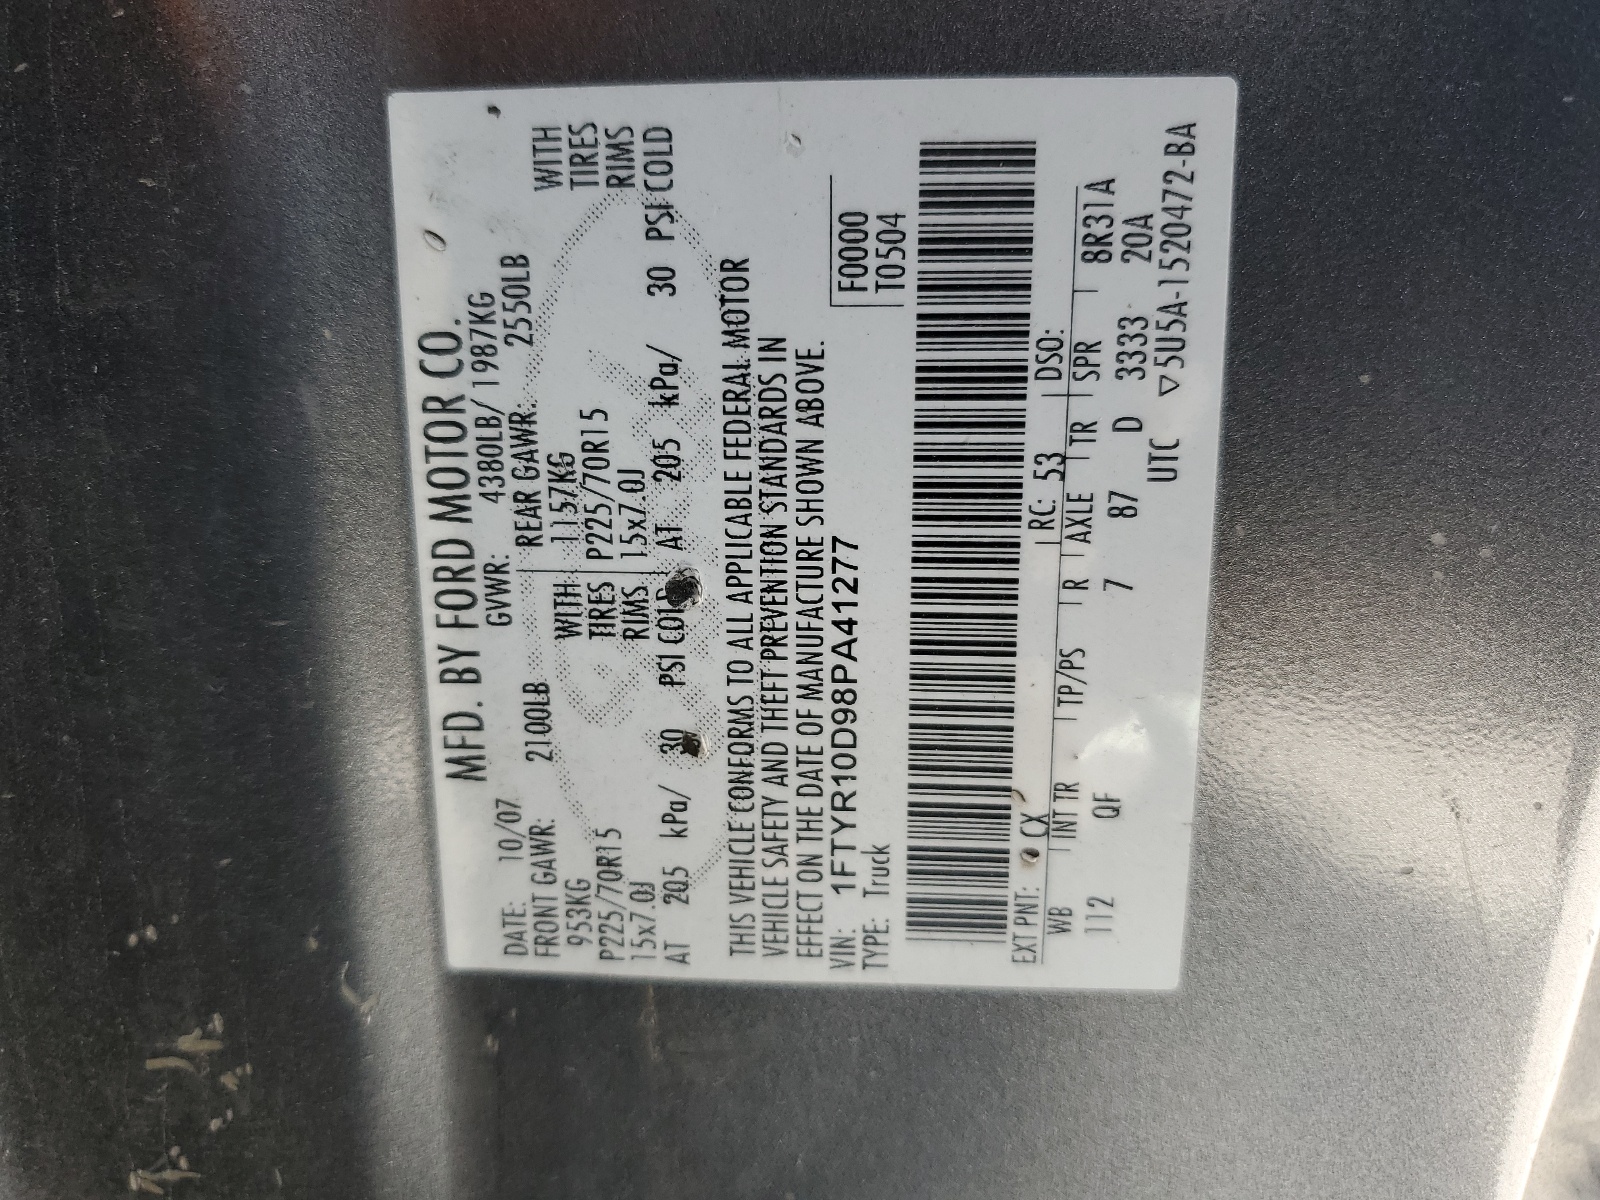 MFD. BY FORD MOTOR CO.
DATE: 10/07 GVWR: 4380LB/ 1987KG
FRONT GAWR: 2100LB REAR GAWR: 2550LB
953KG WITH 1157KG WITH
P225/70R15 TIRES P225/70R15 TIRES
15x7.0J RIMS 15x7.0J RIMS
AT 205 kPa/ 30 PSI COLD AT 205 kPa/ 30 PSI COLD
THIS VEHICLE CONFORMS TO ALL APPLICABLE FEDERAL MOTOR
VEHICLE SAFETY AND THEFT PREVENTION STANDARDS IN
EFFECT ON THE DATE OF MANUFACTURE SHOWN ABOVE.
VIN: 1FTYR10D98PA41277 F0000
TYPE: Truck T0504
EXT PNT: CX RC: 53 DSO:
WB INT TR TP/PS R AXLE TR SPR 8R31A
112 QF 7 87 D 3333 20A
UTC ▽5U5A-1520472-BA